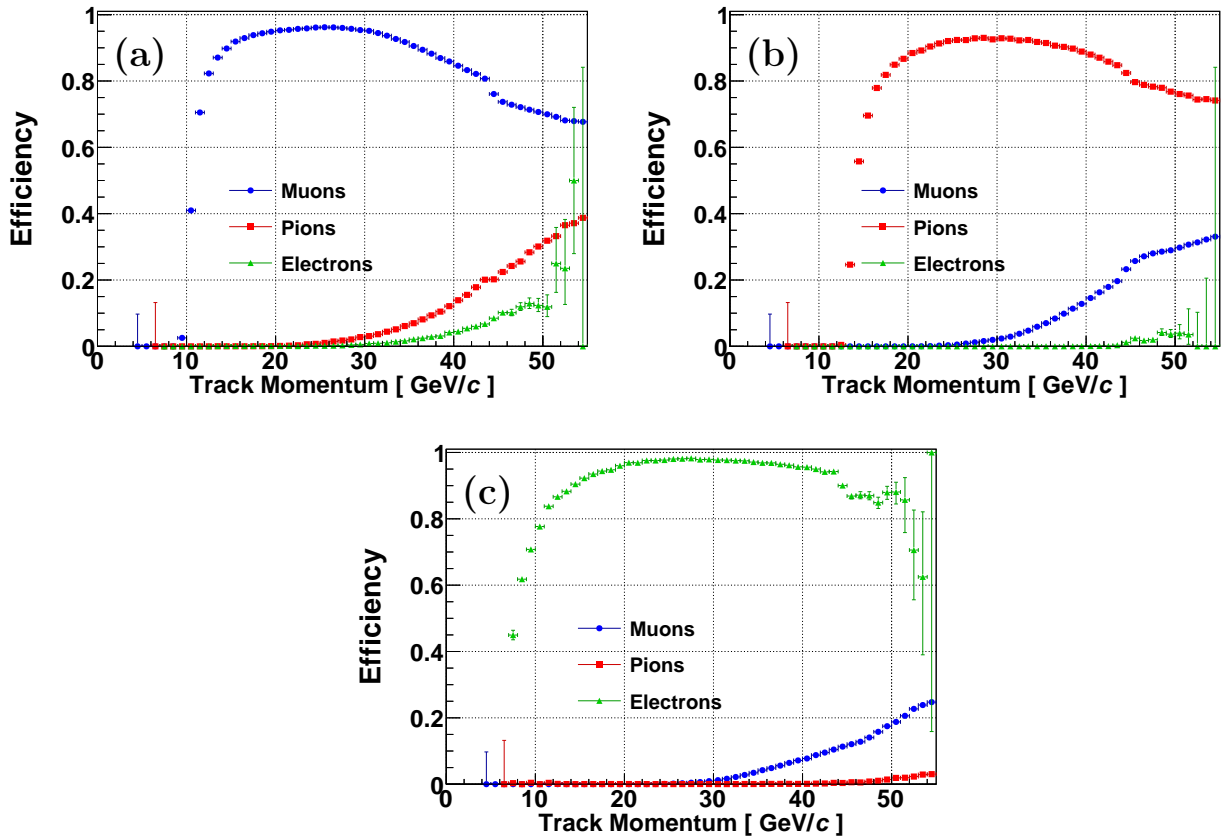 (a)
Efficiency
1
0.8
0.6
0.4
0.2
0
Muons
Pions
Electrons
0 10 20 30 40 50
Track Momentum [ GeV/c ]
(b)
Efficiency
1
0.8
0.6
0.4
0.2
0
Muons
Pions
Electrons
0 10 20 30 40 50
Track Momentum [ GeV/c ]
(c)
Efficiency
1
0.8
0.6
0.4
0.2
0
Muons
Pions
Electrons
0 10 20 30 40 50
Track Momentum [ GeV/c ]